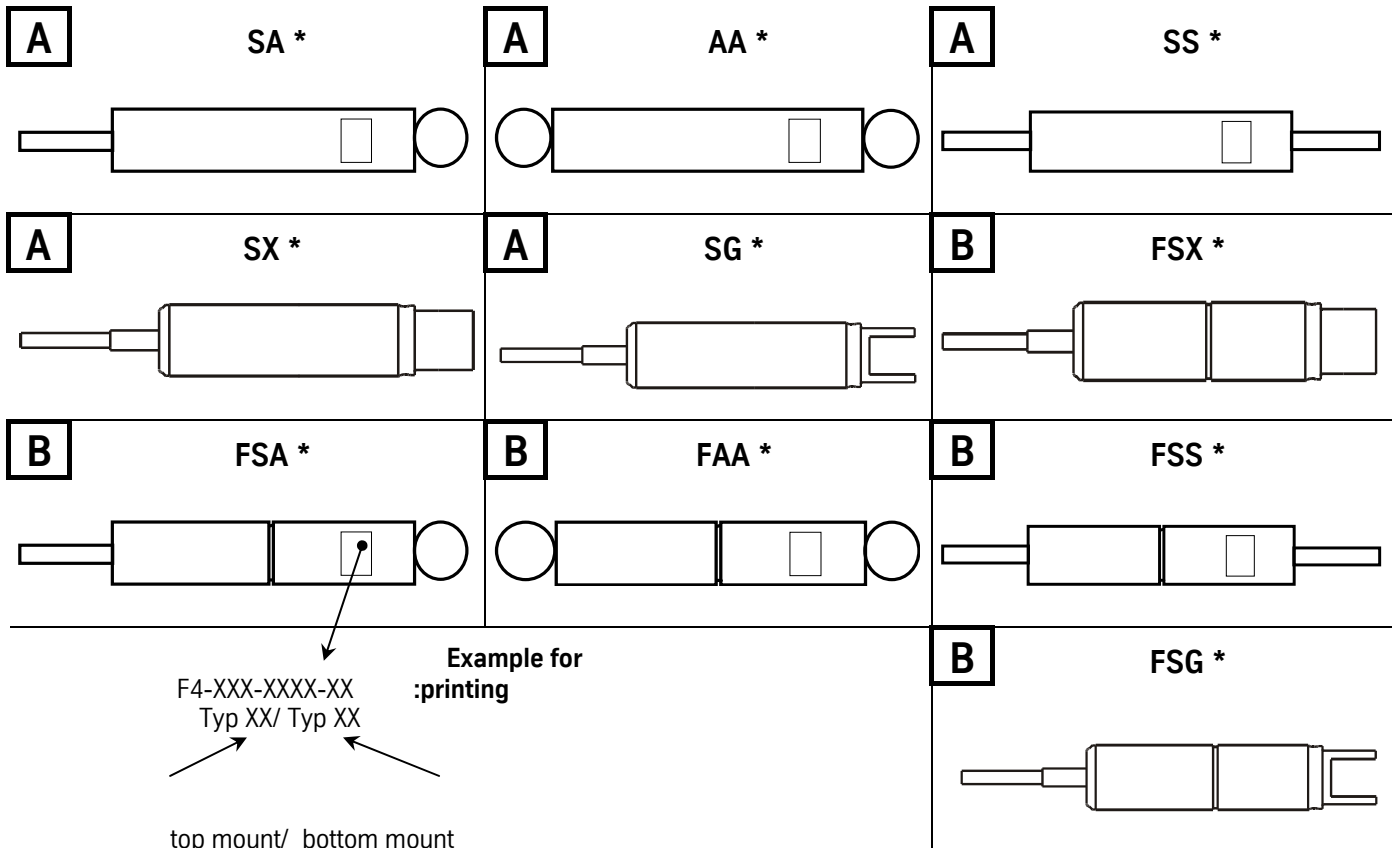 A
SA *
A
AA *
A
SS *
A
SX *
A
SG *
B
FSX *
B
FSA *
B
FAA *
B
FSS *
Example for
:printing
F4-XXX-XXXX-XX
Typ XX/ Typ XX
top mount/ bottom mount
B
FSG *